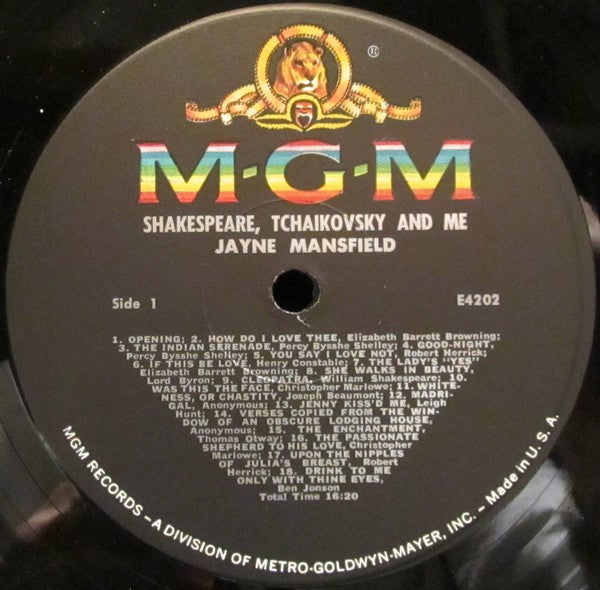 ®
M-G-M
SHAKESPEARE, TCHAIKOVSKY AND ME
JAYNE MANSFIELD
Side 1
E4202
1. OPENING; 2. HOW DO I LOVE THEE, Elizabeth Barrett Browning;
3. THE INDIAN SERENADE, Percy Bysshe Shelley; 4. GOOD-NIGHT,
Percy Bysshe Shelley; 5. YOU SAY I LOVE NOT, Robert Herrick;
6. IF THIS BE LOVE, Henry Constable; 7. THE LADY'S "YES,"
Elizabeth Barrett Browning; 8. SHE WALKS IN BEAUTY,
Lord Byron; 9. CLEOPATRA, William Shakespeare; 10.
WAS THIS THE FACE, Christopher Marlowe; 11. WHITE-
NESS, OR CHASTITY, Joseph Beaumont; 12. MADRI-
GAL, Anonymous; 13. JENNY KISS'D ME, Leigh
Hunt; 14. VERSES COPIED FROM THE WIN-
DOW OF AN OBSCURE LODGING HOUSE,
Anonymous; 15. THE ENCHANTMENT,
Thomas Otway; 16. THE PASSIONATE
SHEPHERD TO HIS LOVE, Christopher
Marlowe; 17. UPON THE NIPPLES
OF JULIA'S BREAST, Robert
Herrick; 18. DRINK TO ME
ONLY WITH THINE EYES,
Ben Jonson
Total Time 16:20
MGM RECORDS – A DIVISION OF METRO-GOLDWYN-MAYER, INC. – Made in U. S. A.